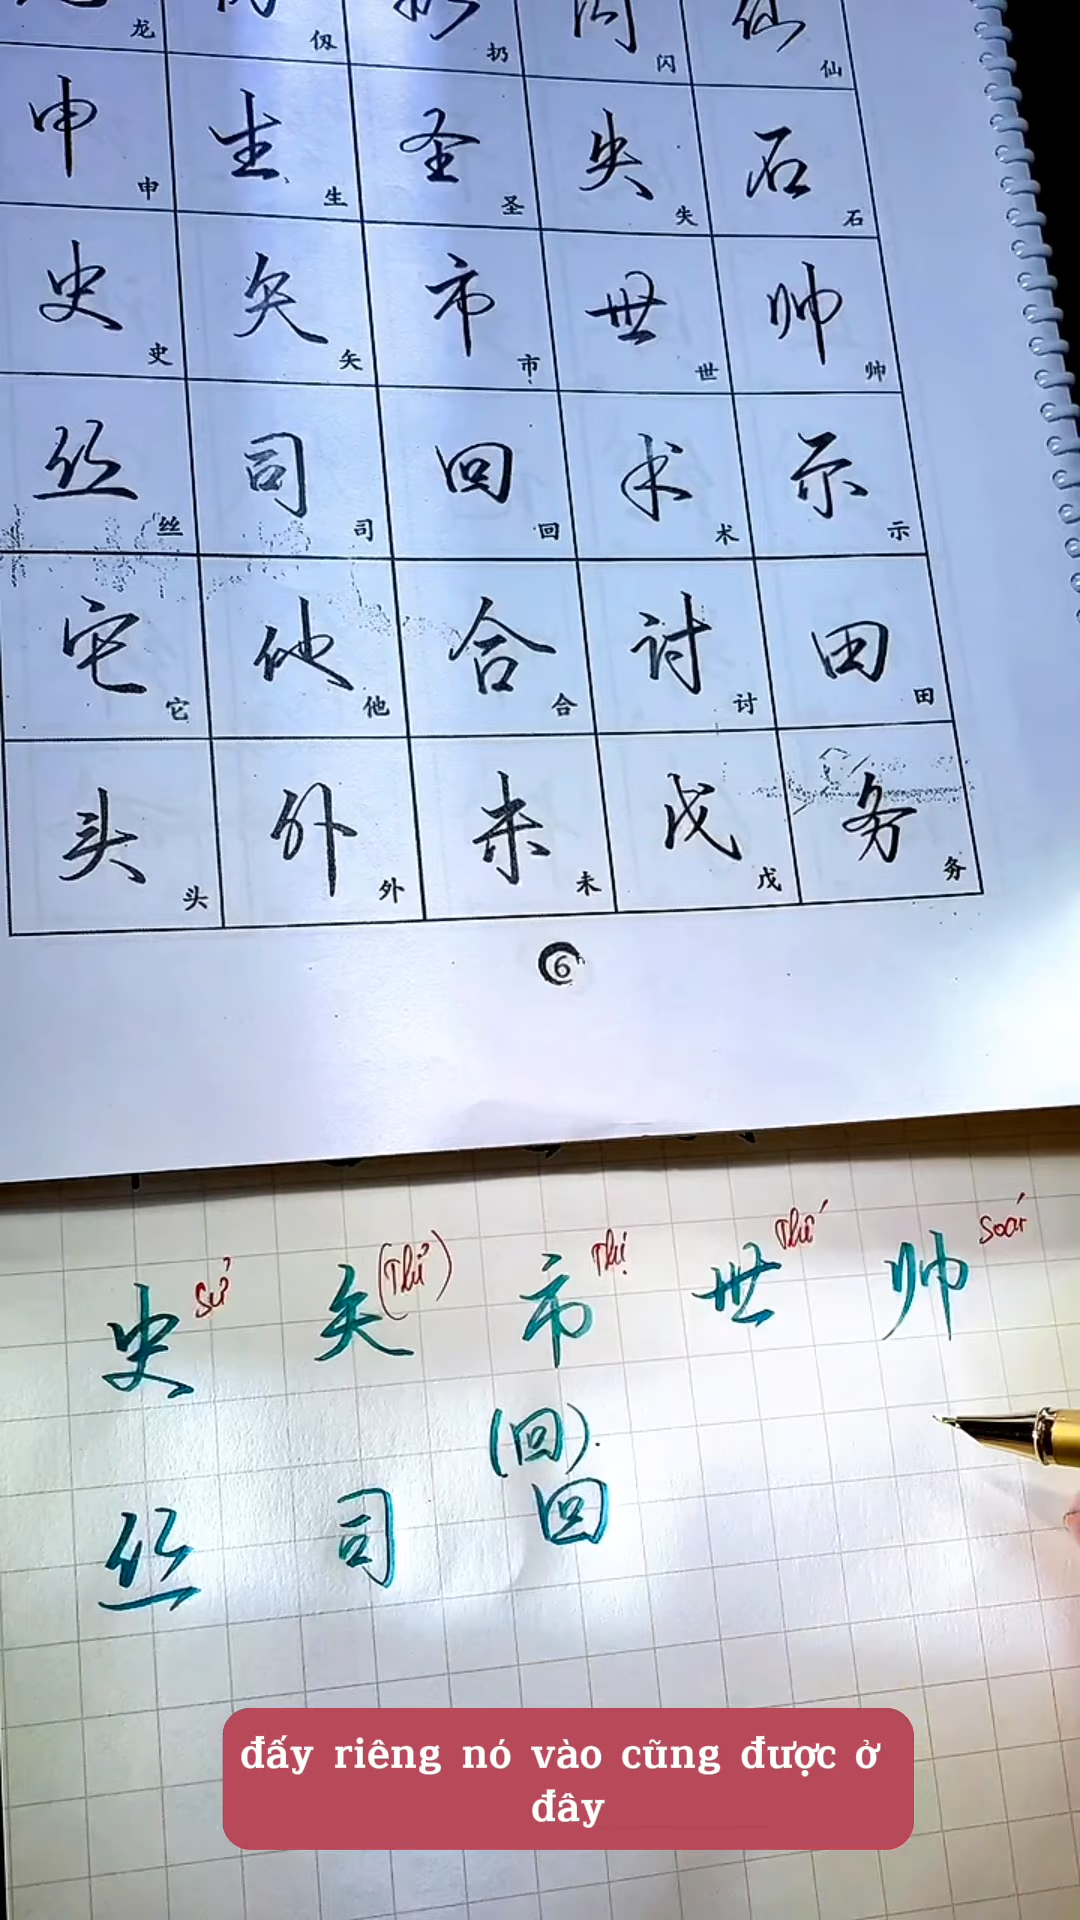 龙 仞 扔 闪 仙
申 生 圣 失 石
申 生 圣 失 石
史 矢 市 世 帅
史 矢 市 世 帅
丝 司 回 术 示
丝 司 回 术 示
它 他 合 讨 田
它 他 合 讨 田
头 外 未 戊 务
头 外 未 戊 务
6
Sử (Thỉ) Thị Thế Soái
史 矢 市 世 帅
(回)
丝 司 回
đấy riêng nó vào cũng được ở
đây